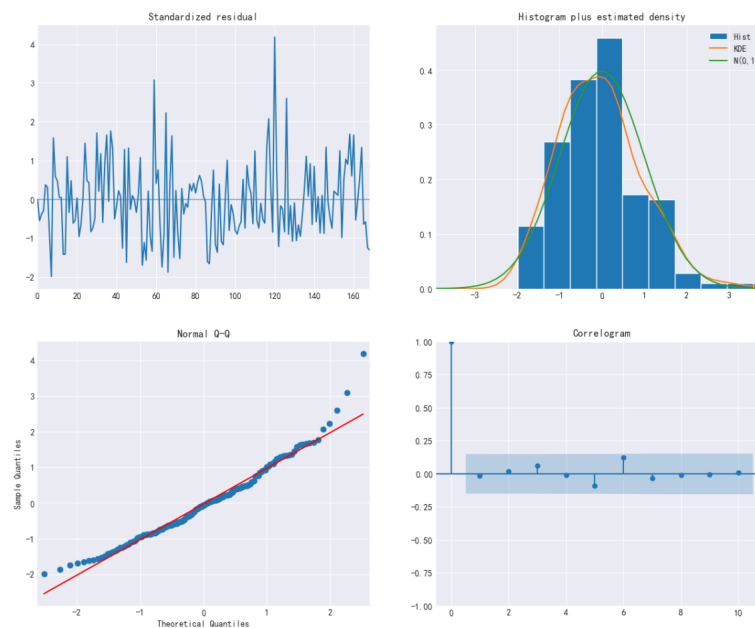 Standardized residual
4
3
2
1
0
-1
-2
0 20 40 60 80 100 120 140 160
Histogram plus estimated density
Hist
KDE
N(0,1
0.4
0.3
0.2
0.1
0.0
-3 -2 -1 0 1 2 3
Normal Q-Q
Sample Quantiles
4
3
2
1
0
-1
-2
-2 -1 0 1 2
Theoretical Quantiles
Correlogram
1.00
0.75
0.50
0.25
0.00
-0.25
-0.50
-0.75
-1.00
0 2 4 6 8 10